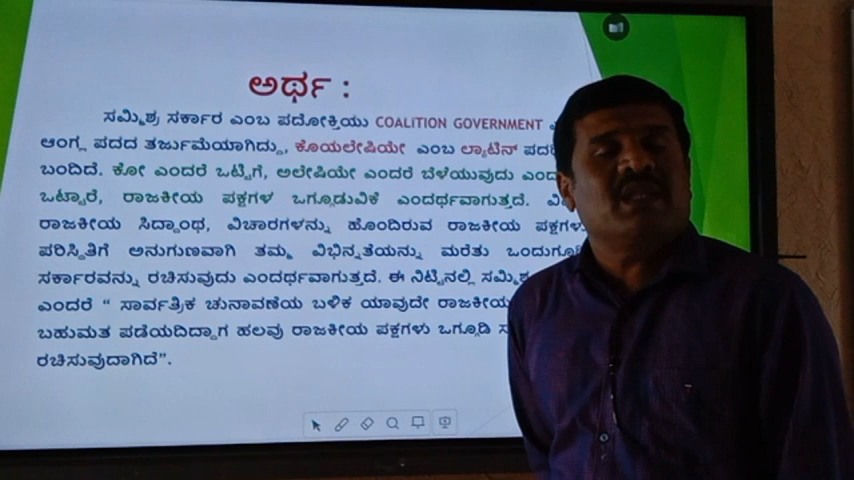 ಅರ್ಥ :
ಸಮ್ಮಿಶ್ರ ಸರ್ಕಾರ ಎಂಬ ಪದೋಕ್ತಿಯು COALiTiON GOVERNMENT
ಆಂಗ್ಲ ಪದದ ತರ್ಜುಮೆಯಾಗಿದ್ದು, ಕೊಯಲೇಷಿಯೇ ಎಂಬ ಲ್ಯಾಟಿನ್
ಬಂದಿದೆ. ಕೋ ಎಂದರೆ ಒಟ್ಟಿಗೆ, ಅಲೇಷಿಯೇ ಎಂದರೆ ಬೆಳೆಯುವುದು
ಒಟ್ಟಾರೆ, ರಾಜಕೀಯ ಪಕ್ಷಗಳ ಒಗ್ಗೂಡುವಿಕೆ ಎಂದರ್ಥವಾಗುತ್ತದೆ.
ರಾಜಕೀಯ ಸಿದ್ಧಾಂಥ, ವಿಚಾರಗಳನ್ನು ಹೊಂದಿರುವ ರಾಜಕೀಯ ಪಕ್ಷಗಳು
ಪರಿಸ್ಥಿತಿಗೆ ಅನುಗುಣವಾಗಿ ತಮ್ಮ ವಿಭಿನ್ನತೆಯನ್ನು ಮರೆತು
ಸರ್ಕಾರವನ್ನು ರಚಿಸುವುದು ಎಂದರ್ಥವಾಗುತ್ತದೆ. ಈ ನಿಟ್ಟಿನಲ್ಲಿ
ಎಂದರೆ “ ಸಾರ್ವತ್ರಿಕ ಚುನಾವಣೆಯ ಬಳಿಕ ಯಾವುದೇ ರಾಜಕೀಯ
ಬಹುಮತ ಪಡೆಯದಿದ್ದಾಗ ಹಲವು ರಾಜಕೀಯ ಪಕ್ಷಗಳು ಒಗ್ಗೂಡಿ
ರಚಿಸುವುದಾಗಿದೆ”.